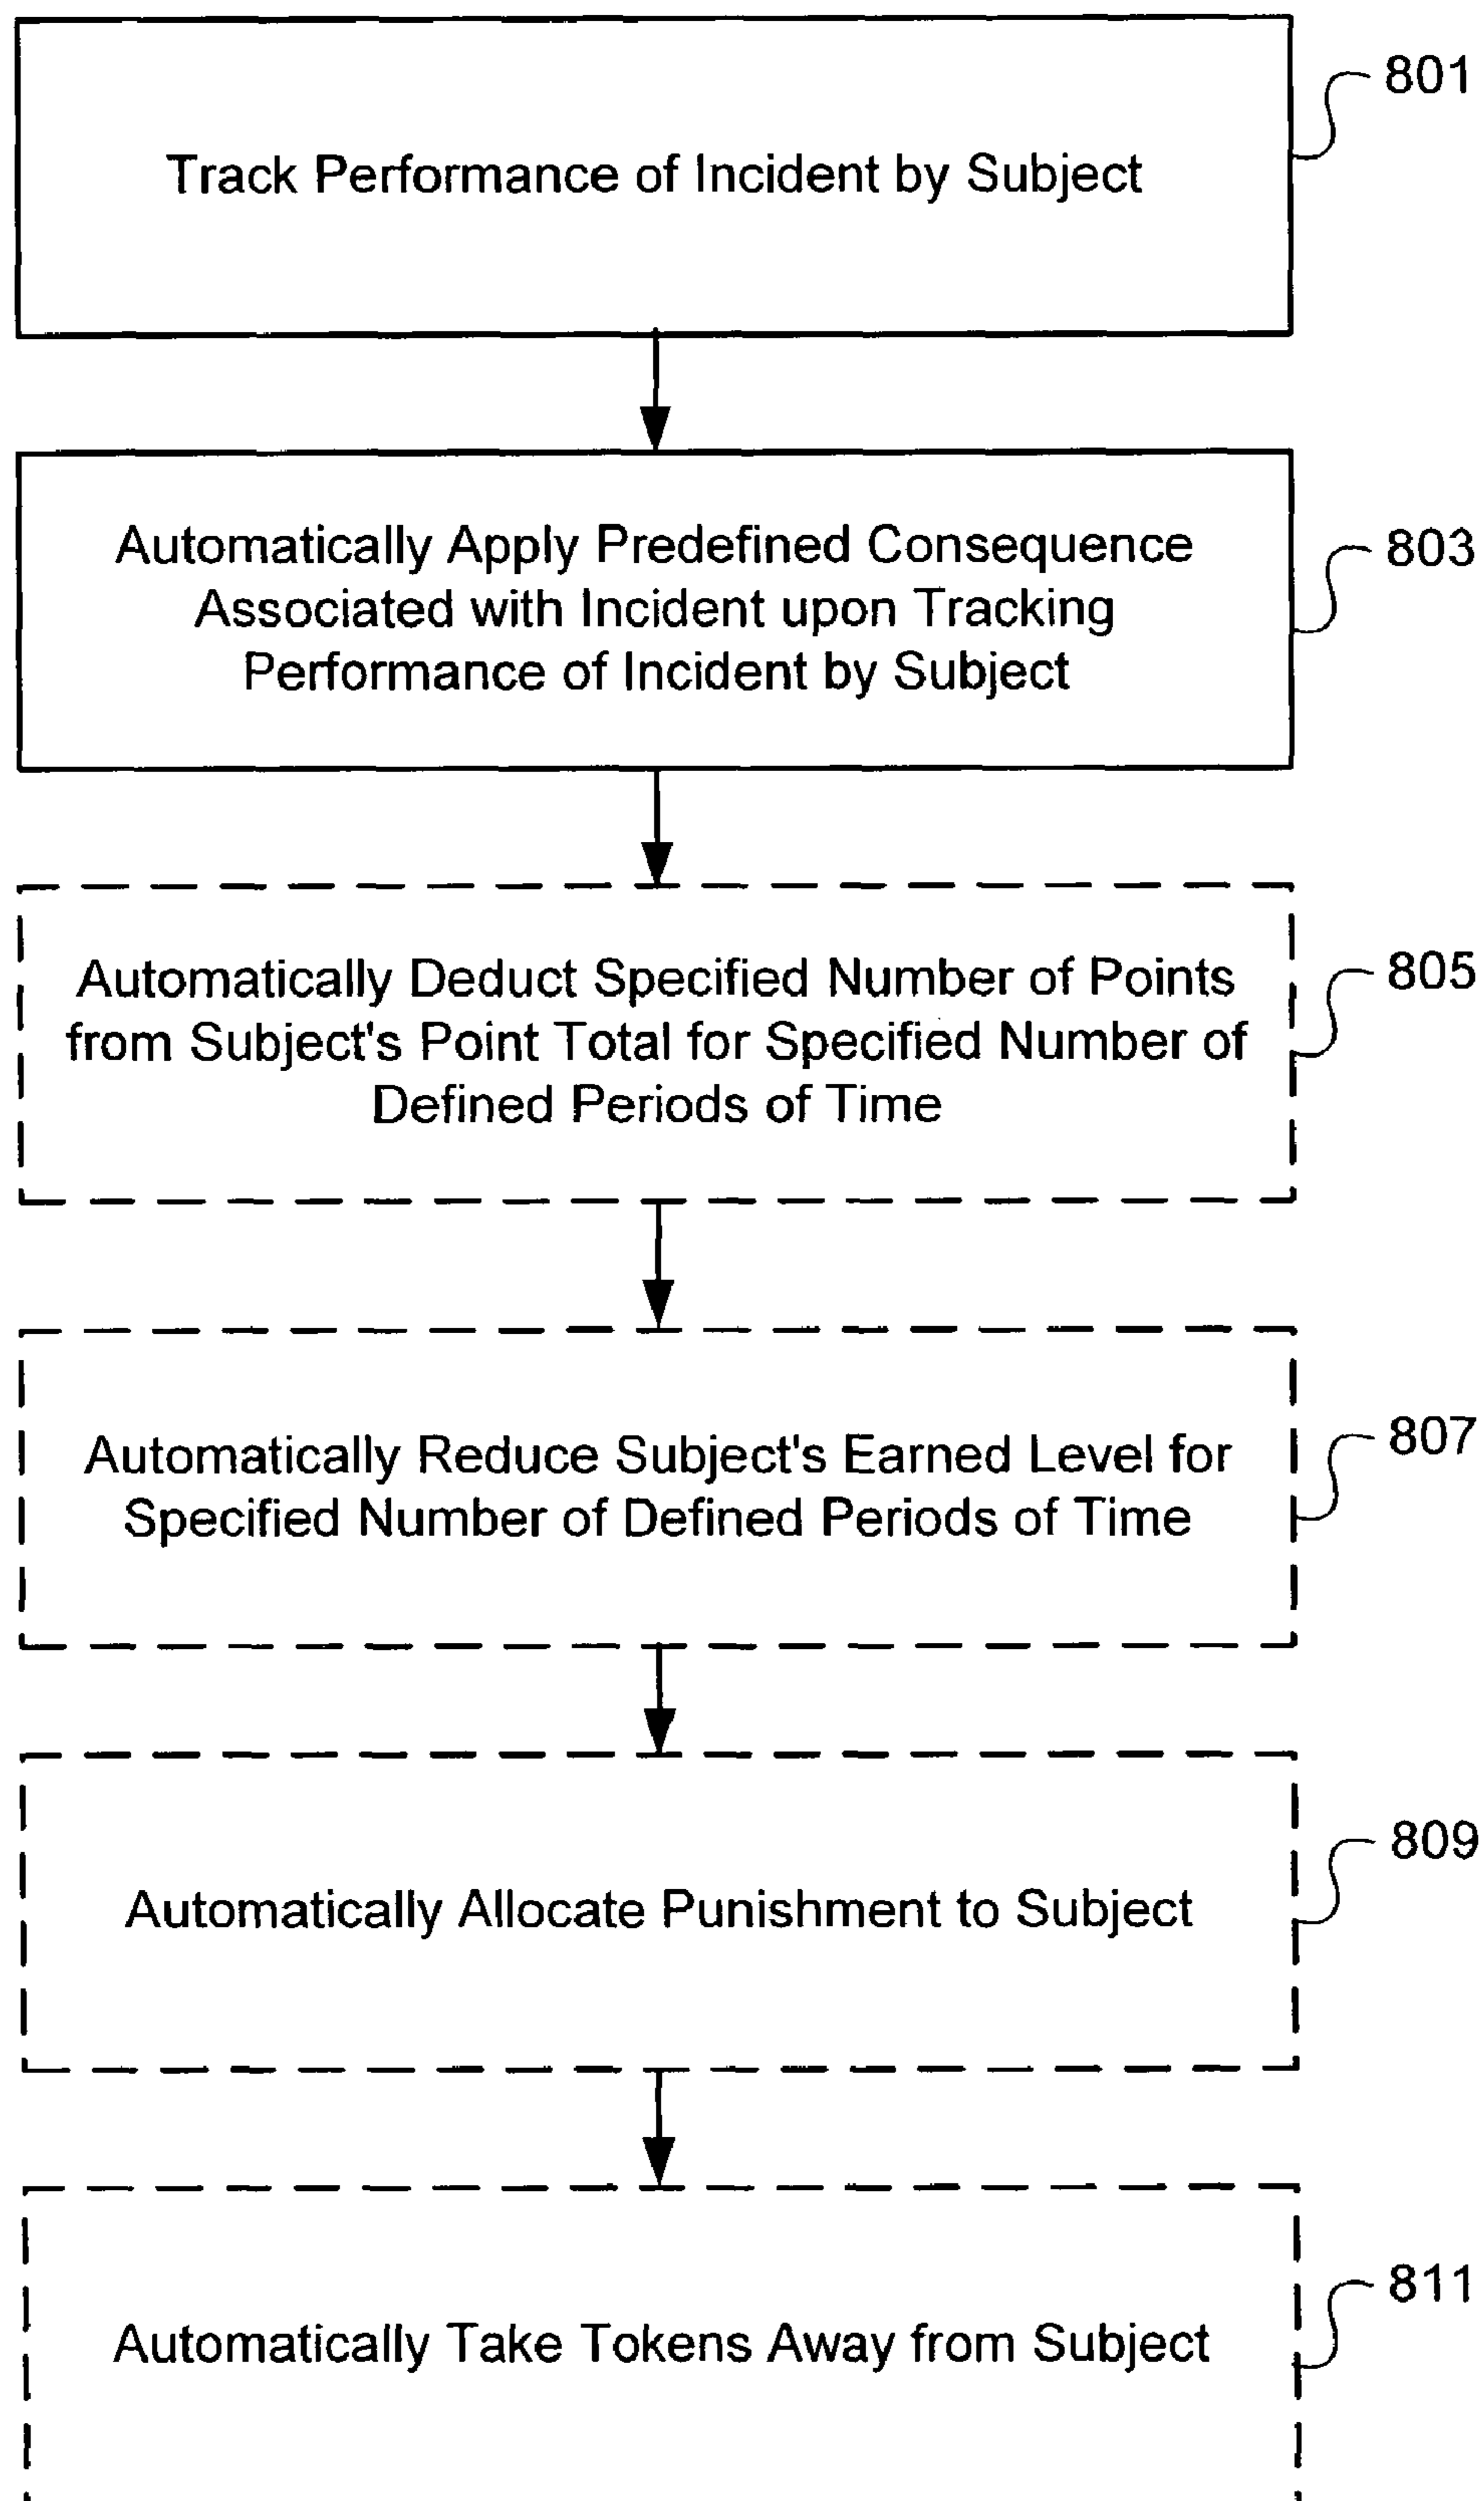 801
Track Performance of Incident by Subject
803
Automatically Apply Predefined Consequence
Associated with Incident upon Tracking
Performance of Incident by Subject
805
Automatically Deduct Specified Number of Points
from Subject's Point Total for Specified Number of
Defined Periods of Time
807
Automatically Reduce Subject's Earned Level for
Specified Number of Defined Periods of Time
809
Automatically Allocate Punishment to Subject
811
Automatically Take Tokens Away from Subject